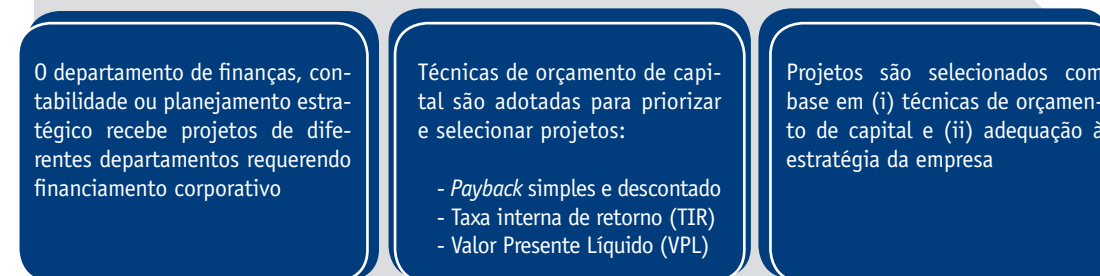 O departamento de finanças, con-
tabilidade ou planejamento estra-
tégico recebe projetos de dife-
rentes departamentos requerendo
financiamento corporativo
Técnicas de orçamento de capi-
tal são adotadas para priorizar
e selecionar projetos:
- Payback simples e descontado
- Taxa interna de retorno (TIR)
- Valor Presente Líquido (VPL)
Projetos são selecionados com
base em (i) técnicas de orçamen-
to de capital e (ii) adequação à
estratégia da empresa